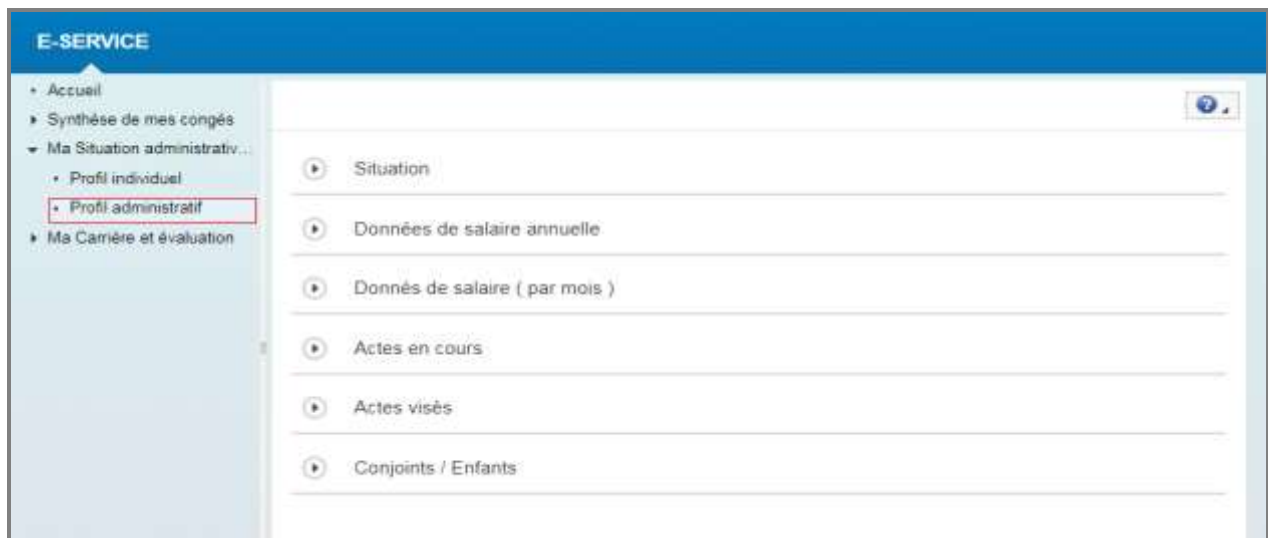 E-SERVICE
Accueil
Synthèse de mes congés
Ma Situation administrativ...
Profil individuel
Profil administratif
Ma Carrière et évaluation
Situation
Données de salaire annuelle
Donnés de salaire ( par mois )
Actes en cours
Actes visés
Conjoints / Enfants